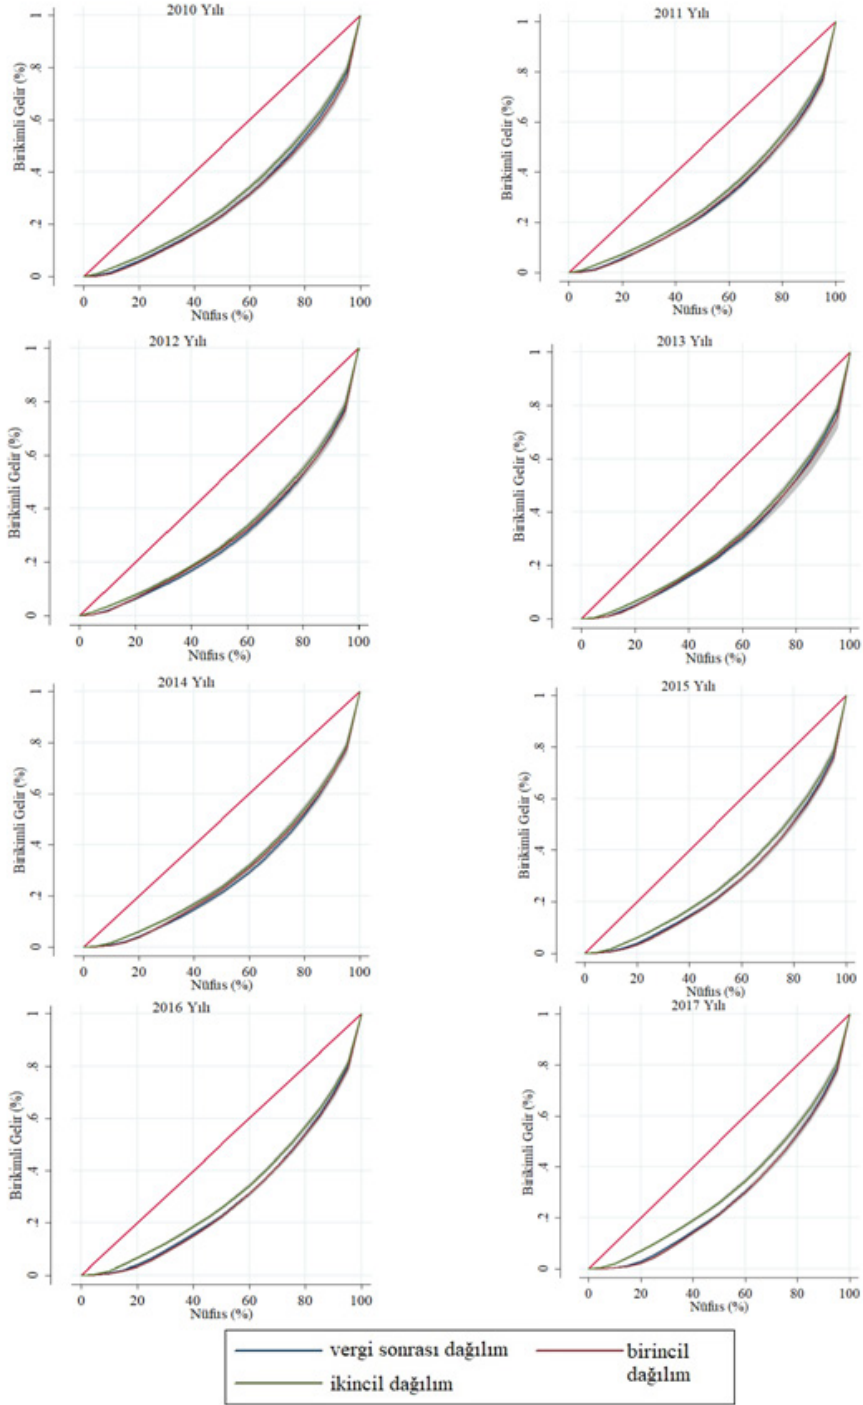 2010 Yılı
Birikimli Gelir (%)
1
.8
.6
.4
.2
0
0 20 40 60 80 100
Nüfus (%)
2011 Yılı
Birikimli Gelir (%)
1
.8
.6
.4
.2
0
0 20 40 60 80 100
Nüfus (%)
2012 Yılı
Birikimli Gelir (%)
1
.8
.6
.4
.2
0
0 20 40 60 80 100
Nüfus (%)
2013 Yılı
Birikimli Gelir (%)
1
.8
.6
.4
.2
0
0 20 40 60 80 100
Nüfus (%)
2014 Yılı
Birikimli Gelir (%)
1
.8
.6
.4
.2
0
0 20 40 60 80 100
Nüfus (%)
2015 Yılı
Birikimli Gelir (%)
1
.8
.6
.4
.2
0
0 20 40 60 80 100
Nüfus (%)
2016 Yılı
Birikimli Gelir (%)
1
.8
.6
.4
.2
0
0 20 40 60 80 100
Nüfus (%)
2017 Yılı
Birikimli Gelir (%)
1
.8
.6
.4
.2
0
0 20 40 60 80 100
Nüfus (%)
vergi sonrası dağılım
birincil
dağılım
ikincil dağılım